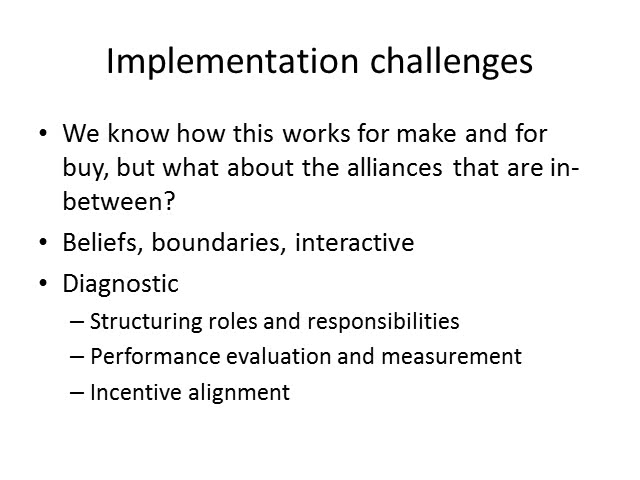 Implementation challenges
• We know how this works for make and for
buy, but what about the alliances that are in-
between?
• Beliefs, boundaries, interactive
• Diagnostic
– Structuring roles and responsibilities
– Performance evaluation and measurement
– Incentive alignment